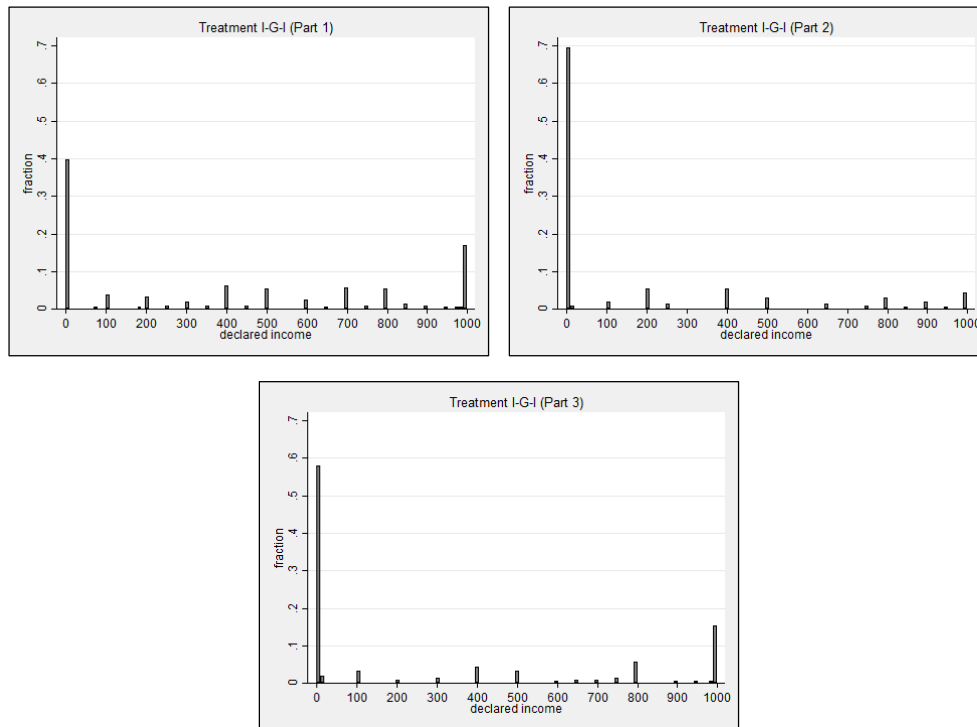 Treatment I-G-I (Part 1)
fraction
.7
.6
.5
.4
.3
.2
.1
0
0 100 200 300 400 500 600 700 800 900 1000
declared income
Treatment I-G-I (Part 2)
fraction
.7
.6
.5
.4
.3
.2
.1
0
0 100 200 300 400 500 600 700 800 900 1000
declared income
Treatment I-G-I (Part 3)
fraction
.7
.6
.5
.4
.3
.2
.1
0
0 100 200 300 400 500 600 700 800 900 1000
declared income